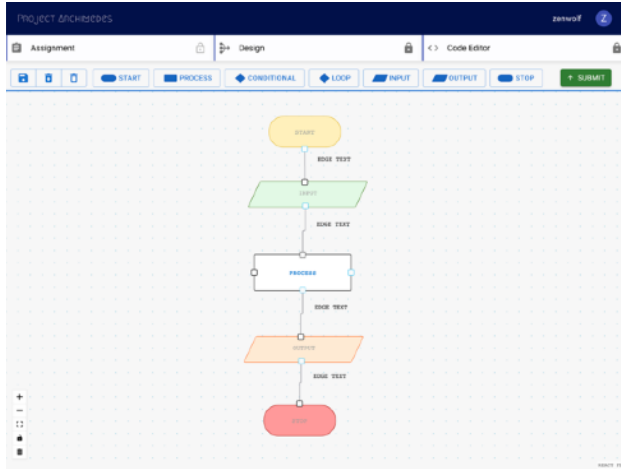 PROJECT ARCHIMEDES
zenwolf
Z
Assignment
Design
<> Code Editor
START
PROCESS
CONDITIONAL
LOOP
INPUT
OUTPUT
STOP
↑ SUBMIT
START
EDGE TEXT
INPUT
EDGE TEXT
PROCESS
EDGE TEXT
OUTPUT
EDGE TEXT
STOP